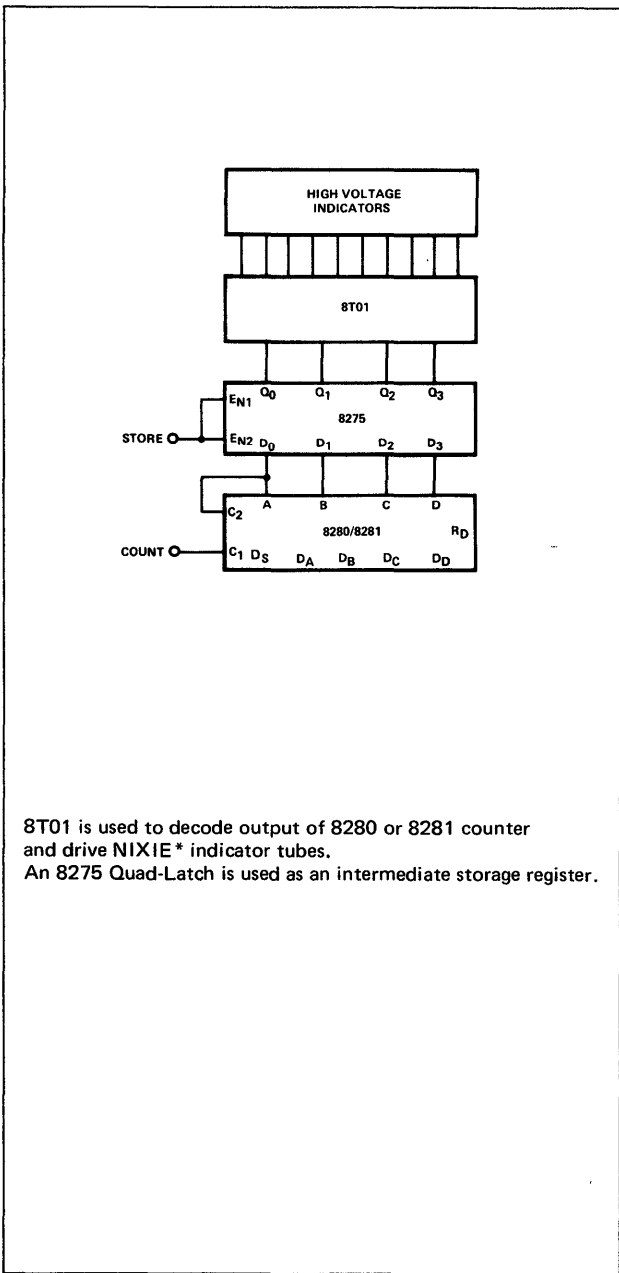 HIGH VOLTAGE
INDICATORS
8T01
Q0 Q1 Q2 Q3
EN1
8275
STORE EN2 D0 D1 D2 D3
A B C D
C2
8280/8281 RD
COUNT C1 DS DA DB DC DD
8T01 is used to decode output of 8280 or 8281 counter
and drive NIXIE* indicator tubes.
An 8275 Quad-Latch is used as an intermediate storage register.